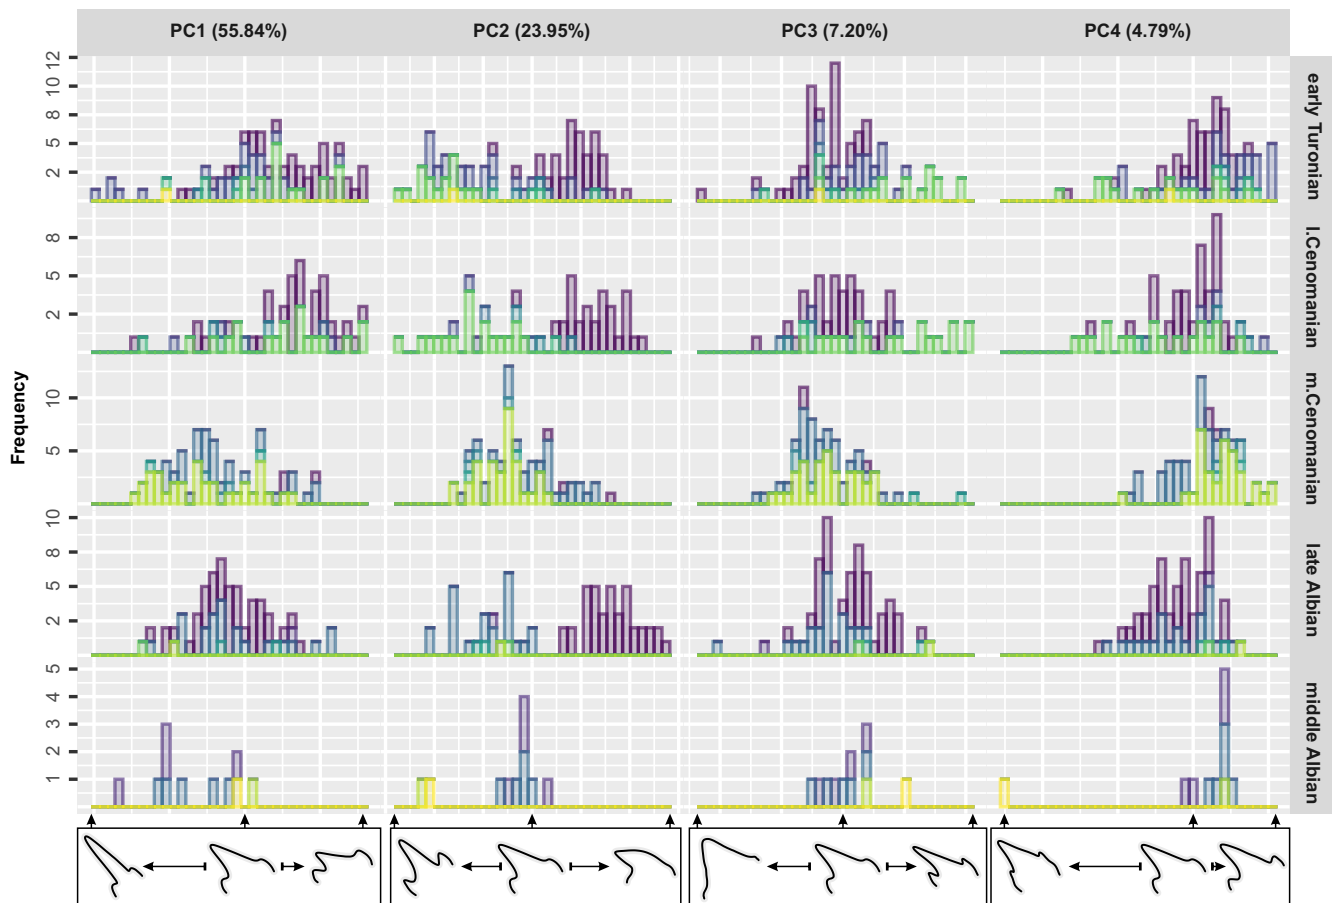 PC1 (55.84%) PC2 (23.95%) PC3 (7.20%) PC4 (4.79%)
12
10
8
5
2
early Turonian
8
5
2
l.Cenomanian
10
5
m.Cenomanian
Frequency
10
8
5
2
late Albian
5
4
3
2
1
middle Albian